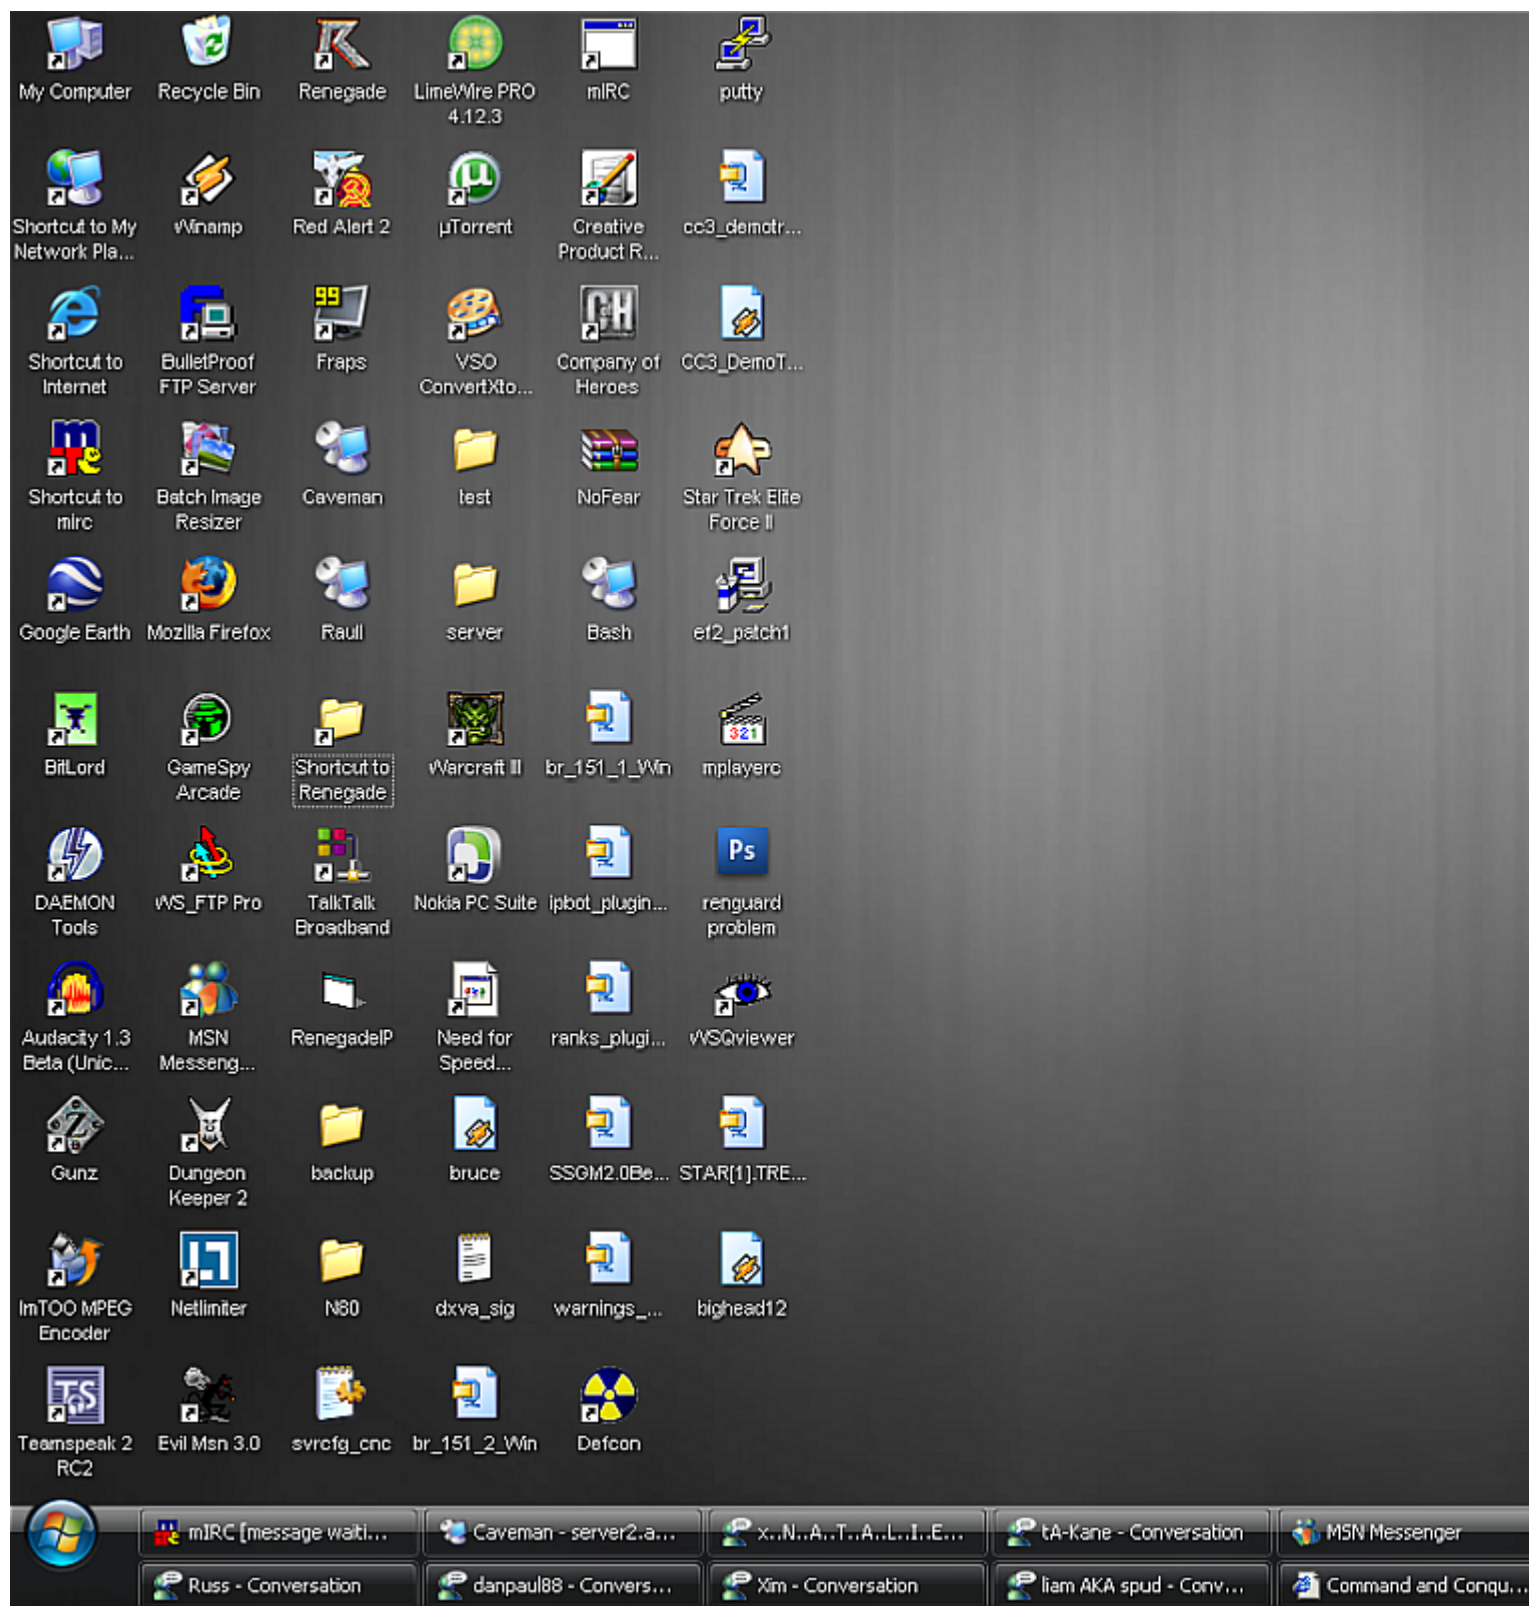 My Computer
Recycle Bin
Renegade
LimeWire PRO
4.12.3
mIRC
putty
Shortcut to My
Network Pla...
Winamp
Red Alert 2
µTorrent
Creative
Product R...
cc3_demotr...
Shortcut to
Internet
BulletProof
FTP Server
99
Fraps
VSO
ConvertXto...
Company of
Heroes
CC3_DemoT...
Shortcut to
mirc
Batch Image
Resizer
Caveman
test
NoFear
Star Trek Elite
Force II
Google Earth
Mozilla Firefox
Raull
server
Bash
ef2_patch1
BitLord
GameSpy
Arcade
Shortcut to
Renegade
Warcraft III
br_151_1_Win
321
mplayerc
DAEMON
Tools
WS_FTP Pro
TalkTalk
Broadband
Nokia PC Suite
ipbot_plugin...
Ps
renguard
problem
Audacity 1.3
Beta (Unic...
MSN
Messeng...
RenegadeIP
Need for
Speed...
ranks_plugi...
WSQviewer
Gunz
Dungeon
Keeper 2
backup
bruce
SSGM2.0Be...
STAR[1].TRE...
ImTOO MPEG
Encoder
Netlimiter
N80
dxva_sig
warnings_...
bighead12
TS
Teamspeak 2
RC2
Evil Msn 3.0
svrcfg_cnc
br_151_2_Win
Defcon
mIRC [message waiti...
Caveman - server2.a...
x..N..A..T..A..L..I..E...
tA-Kane - Conversation
MSN Messenger
Russ - Conversation
danpaul88 - Convers...
Xim - Conversation
liam AKA spud - Conv...
Command and Conqu...